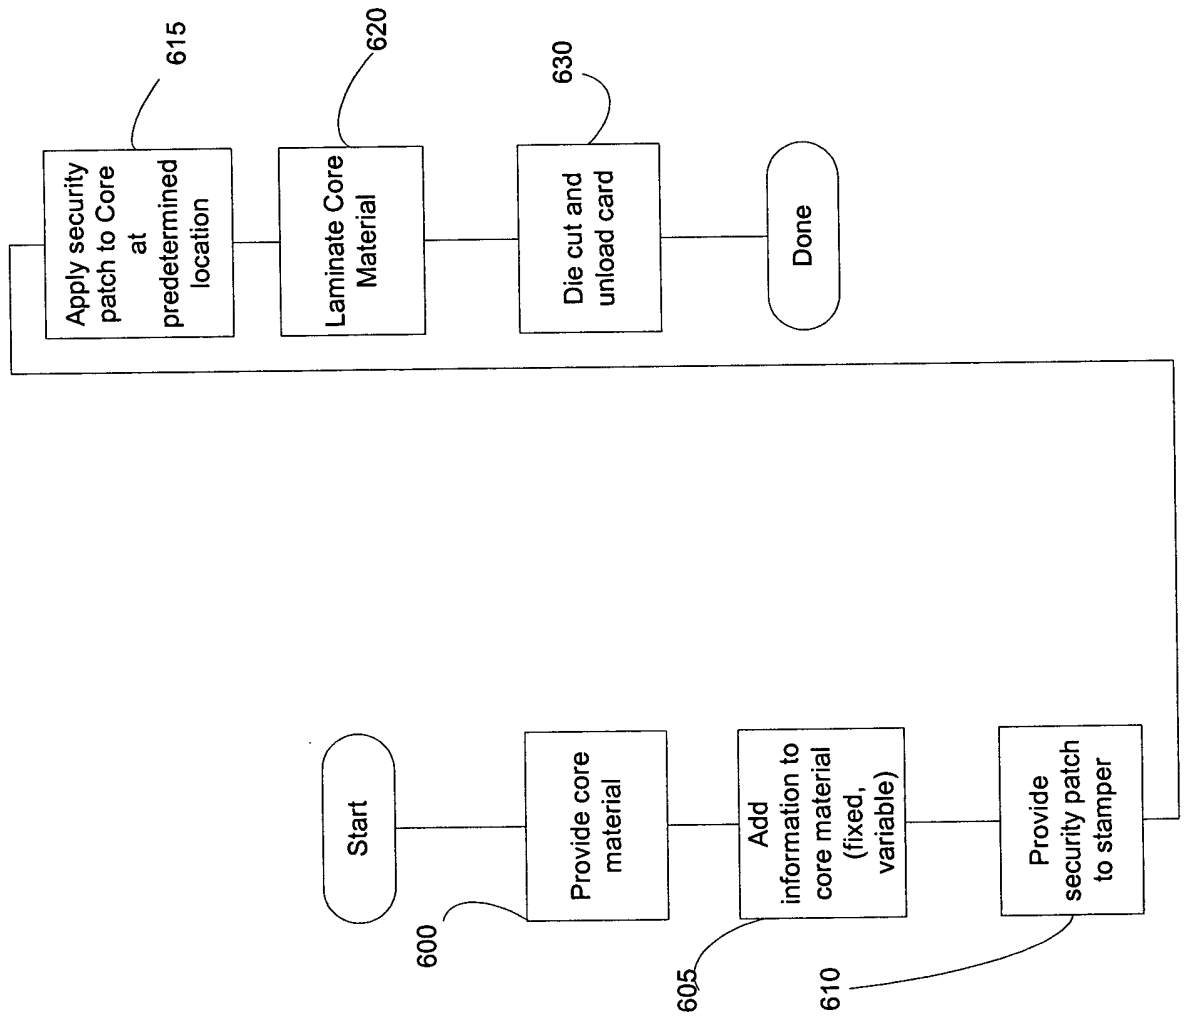 Start
Provide core
material
600
Add
information to
core material
(fixed,
variable)
605
Provide
security patch
to stamper
610
Apply security
patch to Core
at
predetermined
location
615
Laminate Core
Material
620
Die cut and
unload card
630
Done